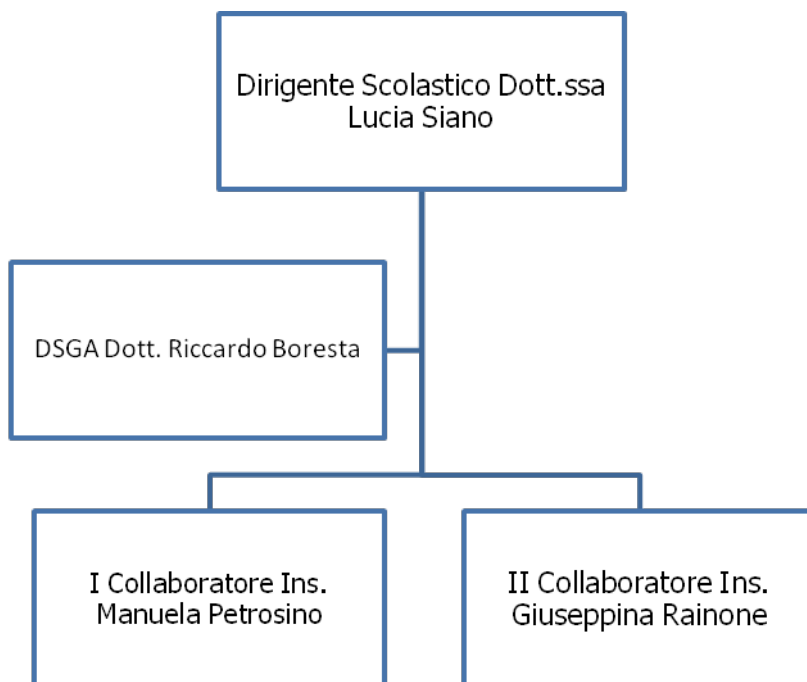 Dirigente Scolastico Dott.ssa
Lucia Siano
DSGA Dott. Riccardo Boresta
I Collaboratore Ins.
Manuela Petrosino
II Collaboratore Ins.
Giuseppina Rainone